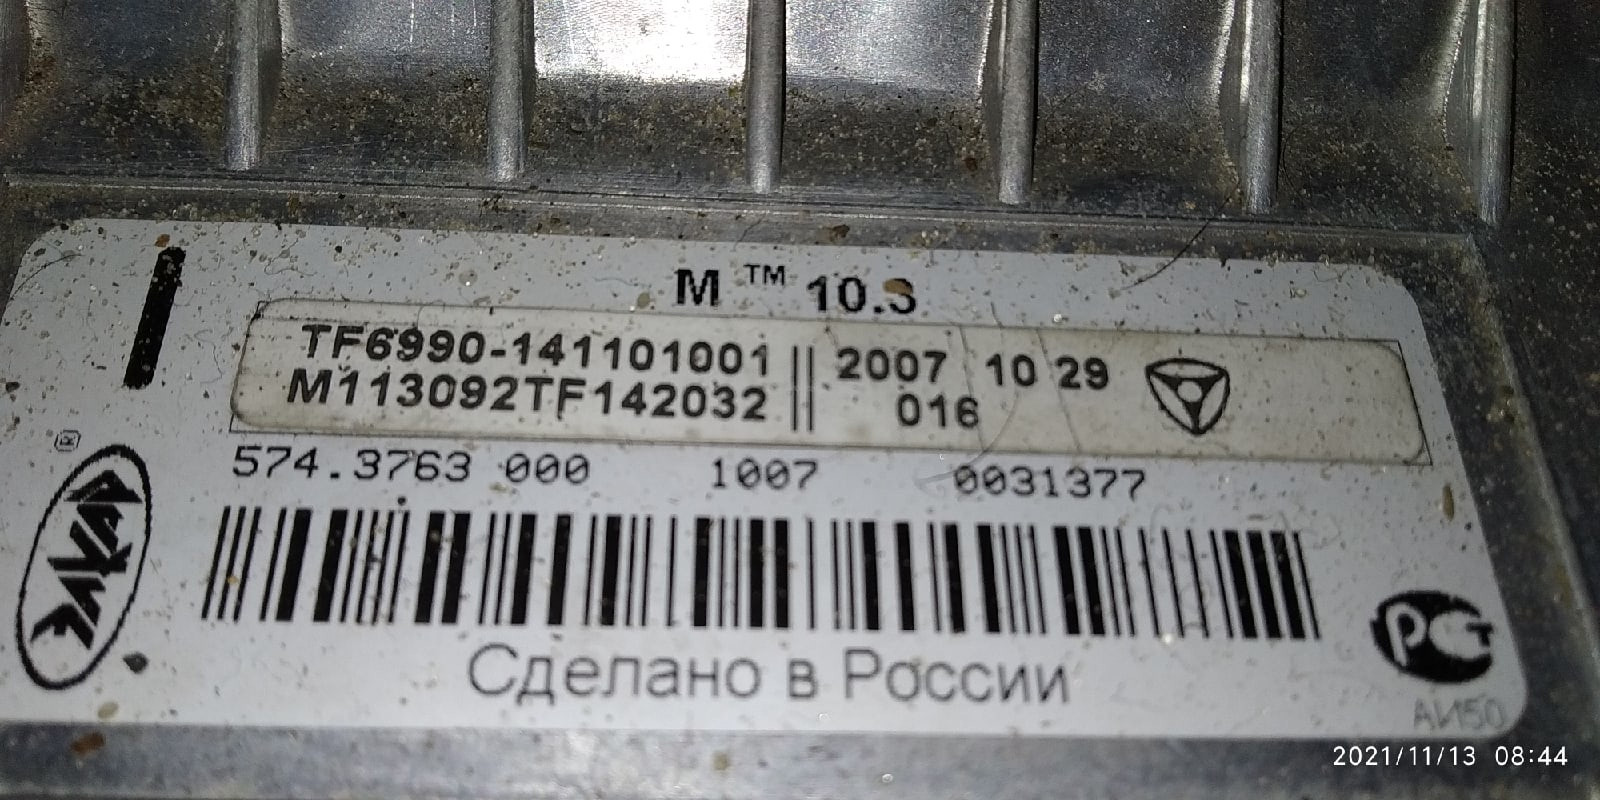 M ™ 10.3
TF6990-141101001 2007 10 29
M113092TF142032 016
574.3763 000 1007 0031377
Сделано в России
РСТ
АИ50
2021/11/13 08:44